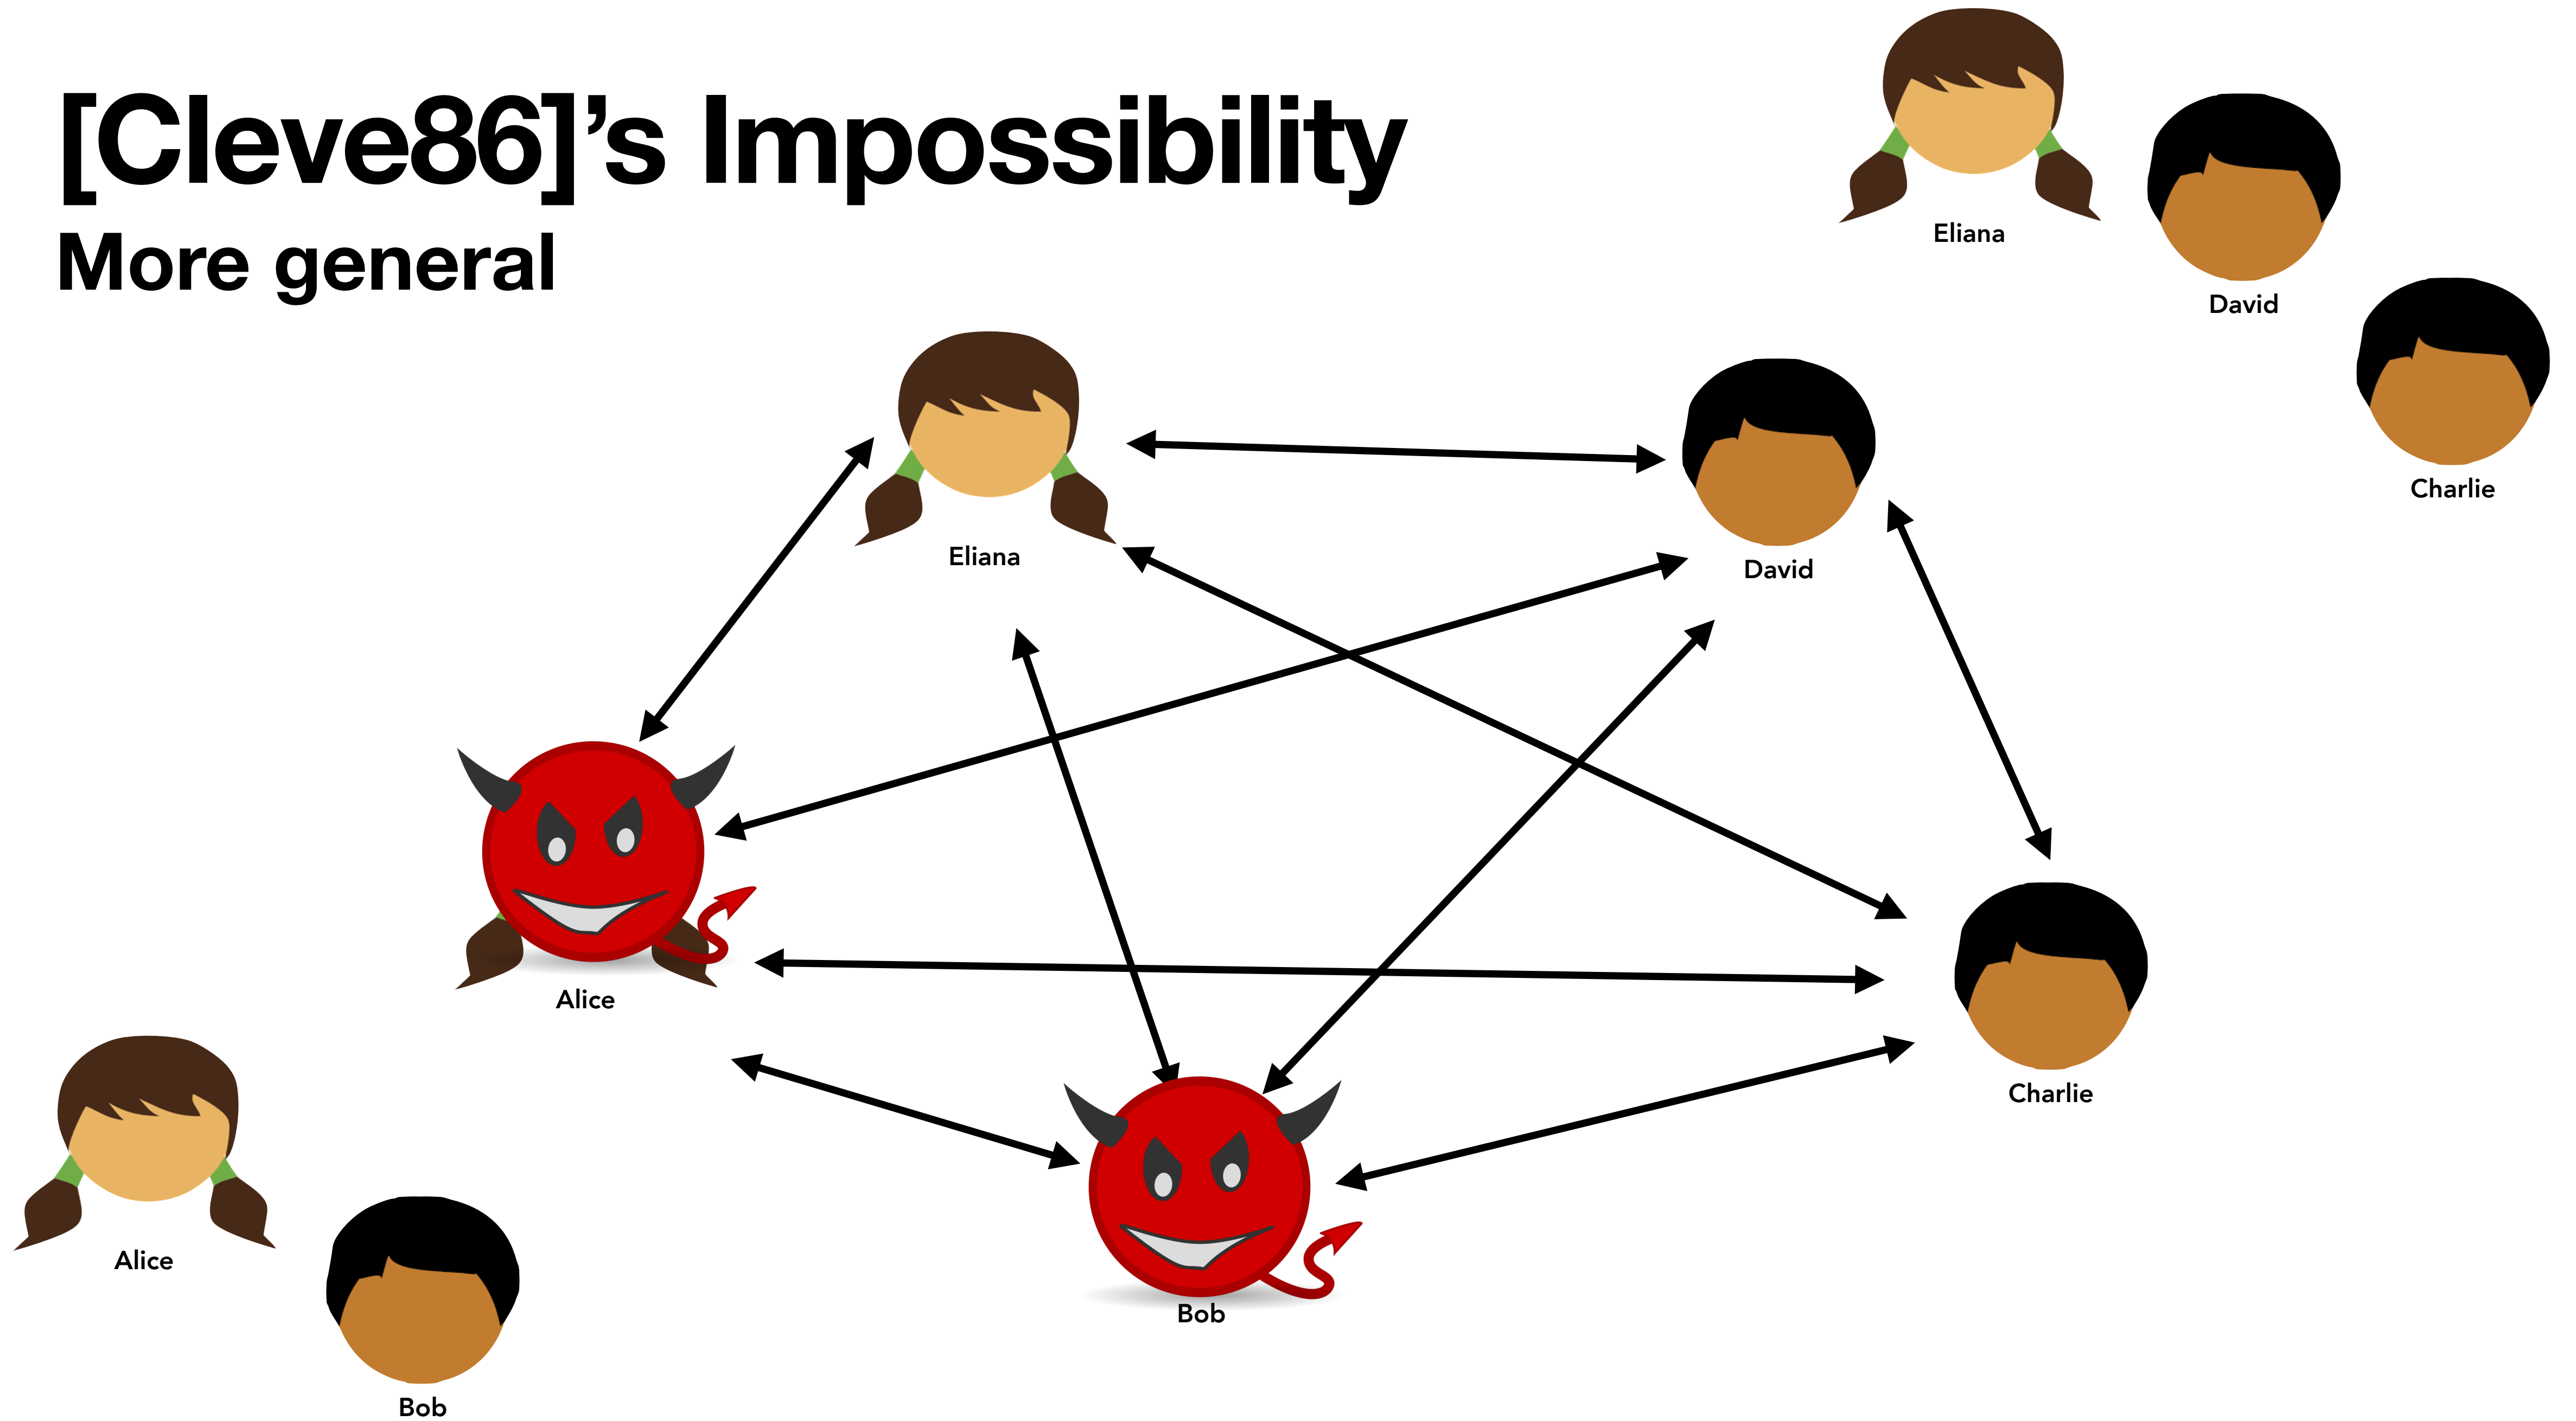 [Cleve86]’s Impossibility
More general
Eliana
David
Charlie
Eliana
David
Alice
Charlie
Alice
Bob
Bob